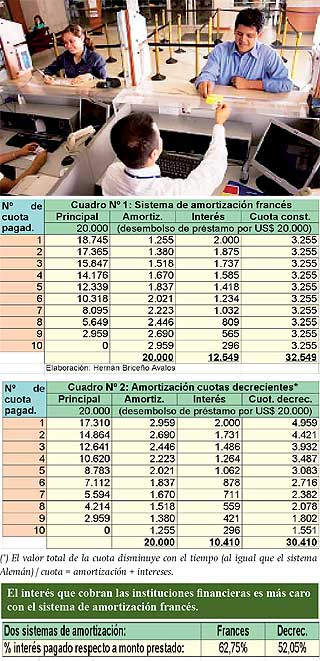 Nº de cuota pagad.
Cuadro Nº 1: Sistema de amortización francés
Principal Amortiz. Interés Cuota const.
20.000 (desembolso de préstamo por US$ 20.000)
1 18.745 1.255 2.000 3.255
2 17.365 1.380 1.875 3.255
3 15.847 1.518 1.737 3.255
4 14.176 1.670 1.585 3.255
5 12.339 1.837 1.418 3.255
6 10.318 2.021 1.234 3.255
7 8.095 2.223 1.032 3.255
8 5.649 2.446 809 3.255
9 2.959 2.690 565 3.255
10 0 2.959 296 3.255
20.000 12.549 32.549
Elaboración: Hernán Briceño Avalos
Nº de cuota pagad.
Cuadro Nº 2: Amortización cuotas decrecientes*
Principal Amortiz. Interés Cuot. decrec.
20.000 (desembolso de préstamo por US$ 20.000)
1 17.310 2.959 2.000 4.959
2 14.864 2.690 1.731 4.421
3 12.641 2.446 1.486 3.932
4 10.620 2.223 1.264 3.487
5 8.783 2.021 1.062 3.083
6 7.112 1.837 878 2.716
7 5.594 1.670 711 2.382
8 4.214 1.518 559 2.078
9 2.959 1.380 421 1.802
10 0 1.255 296 1.551
20.000 10.410 30.410
(*) El valor total de la cuota disminuye con el tiempo (al igual que el sistema
Alemán) / cuota = amortización + intereses.
El interés que cobran las instituciones financieras es más caro
con el sistema de amortización francés.
Dos sistemas de amortización: Frances Decrec.
% interés pagado respecto a monto prestado: 62,75% 52,05%